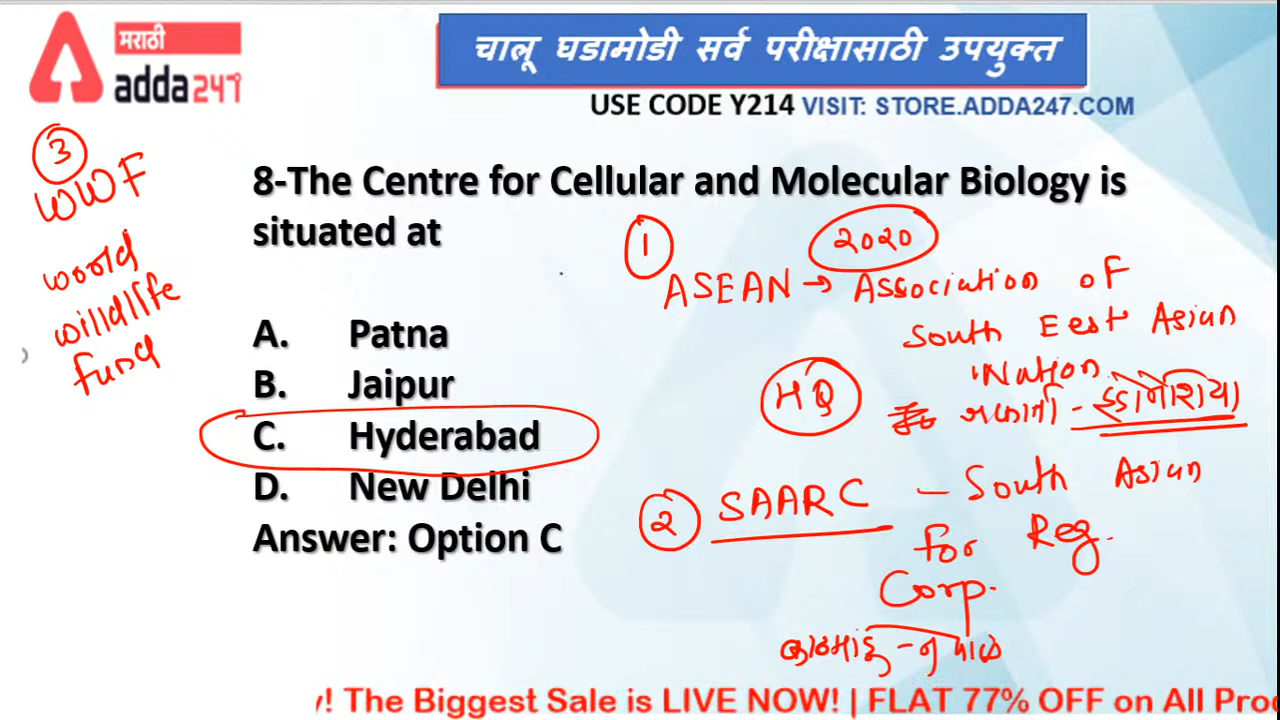 मराठी
adda247
चालू घडामोडी सर्व परीक्षासाठी उपयुक्त
USE CODE Y214 VISIT: STORE.ADDA247.COM
3
WWF
world
willdlife
fund
8-The Centre for Cellular and Molecular Biology is
situated at
1
2020
ASEAN → Association of
South East Asian
Nation
HQ
जकार्ता - इंडोनेशिया
A. Patna
B. Jaipur
C. Hyderabad
D. New Delhi
Answer: Option C
2
SAARC - South Asian
for Reg.
Corp.
काठमांडू - नेपाळ
! The Biggest Sale is LIVE NOW! | FLAT 77% OFF on All